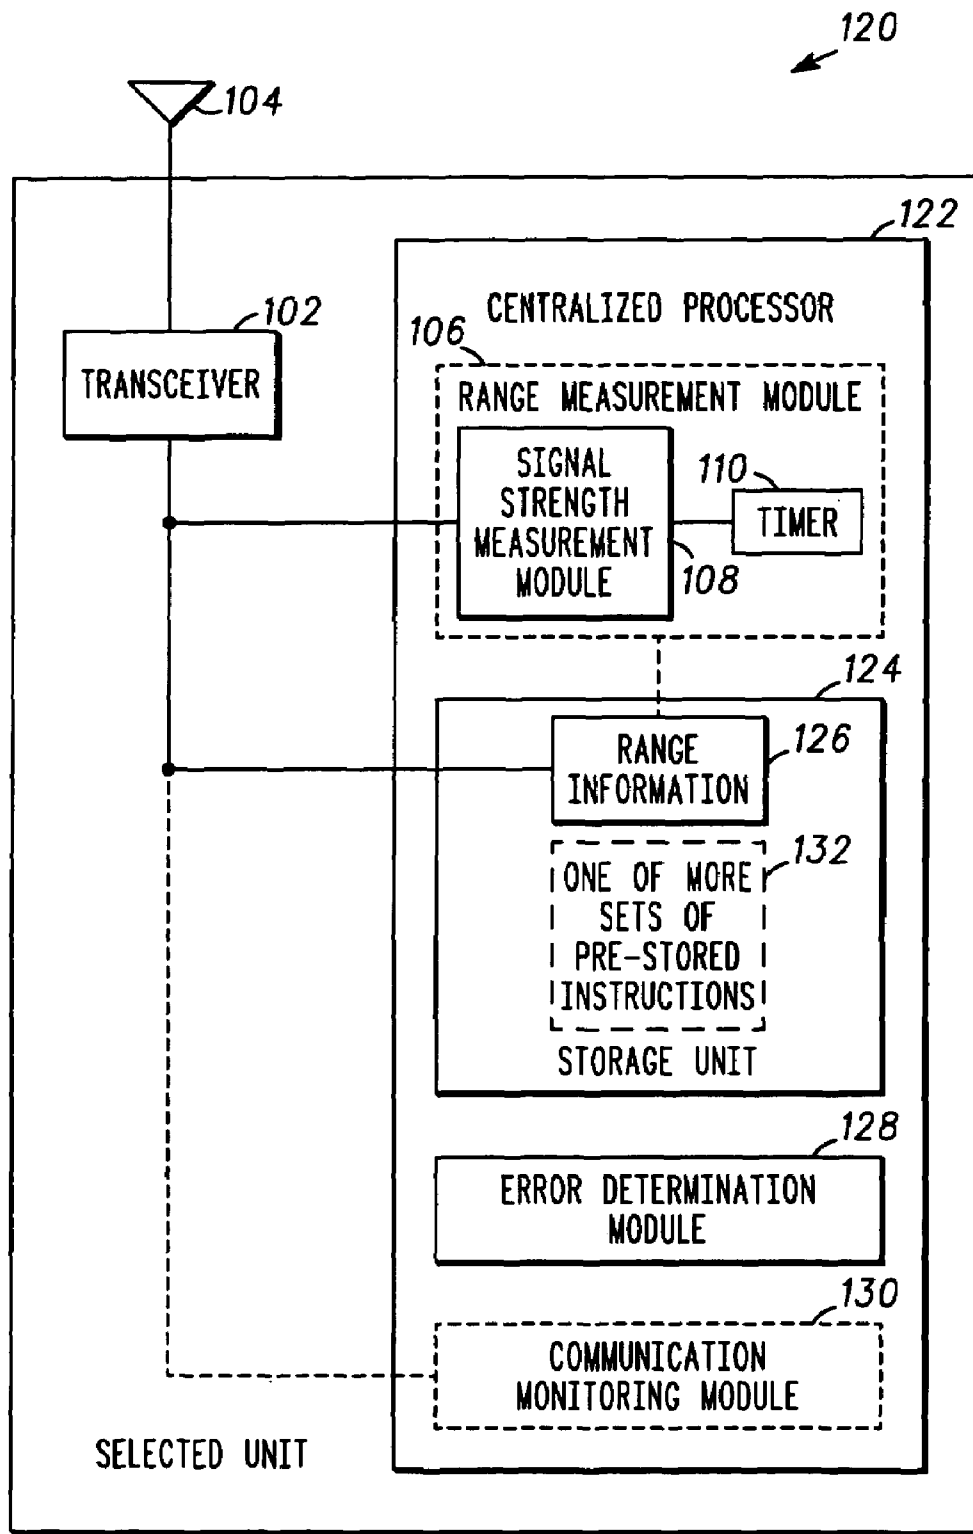 120
104
122
CENTRALIZED PROCESSOR
102
TRANSCEIVER
106
RANGE MEASUREMENT MODULE
SIGNAL
STRENGTH
MEASUREMENT
MODULE
108
110
TIMER
124
RANGE
INFORMATION
126
132
ONE OF MORE
SETS OF
PRE-STORED
INSTRUCTIONS
STORAGE UNIT
128
ERROR DETERMINATION
MODULE
130
COMMUNICATION
MONITORING MODULE
SELECTED UNIT